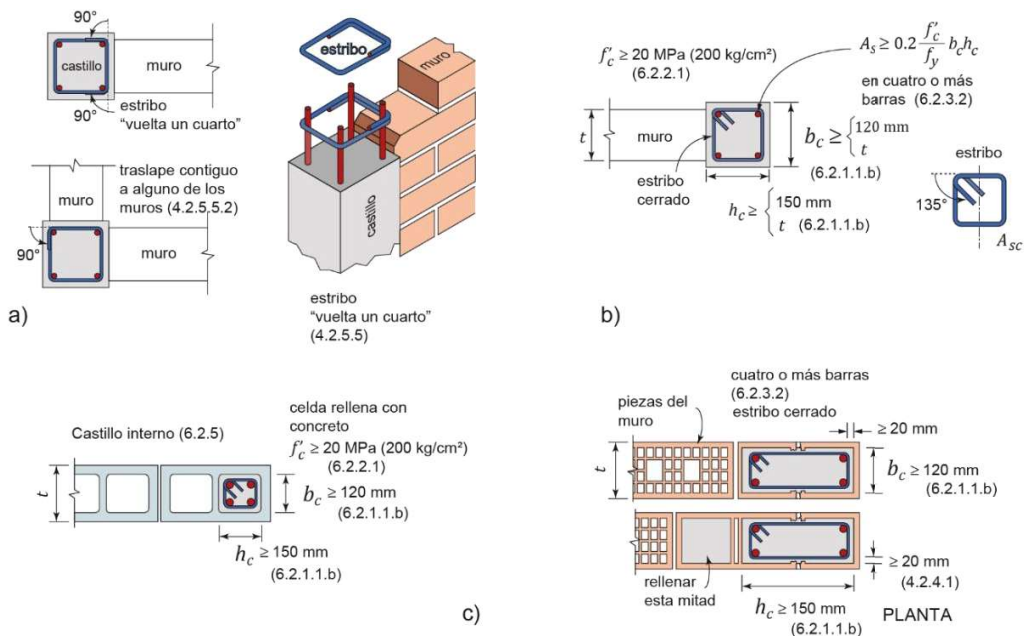 90°
castillo
muro
90°
estribo
“vuelta un cuarto”
traslape contiguo
a alguno de los
muros (4.2.5.5.2)
muro
90°
muro
a)
estribo
muro
castillo
estribo
“vuelta un cuarto”
(4.2.5.5)
f′c ≥ 20 MPa (200 kg/cm²)
(6.2.2.1)
As ≥ 0.2 f′c/fy bc hc
en cuatro o más
barras (6.2.3.2)
t
muro
bc ≥ { 120 mm
t
(6.2.1.1.b)
estribo
cerrado
hc ≥ { 150 mm
t (6.2.1.1.b)
estribo
135°
Asc
b)
Castillo interno (6.2.5)
celda rellena con
concreto
f′c ≥ 20 MPa (200 kg/cm²)
(6.2.2.1)
t
bc ≥ 120 mm
(6.2.1.1.b)
hc ≥ 150 mm
(6.2.1.1.b)
c)
cuatro o más barras
(6.2.3.2)
estribo cerrado
piezas del
muro
≥ 20 mm
t
bc ≥ 120 mm
(6.2.1.1.b)
≥ 20 mm
(4.2.4.1)
rellenar
esta mitad
hc ≥ 150 mm
(6.2.1.1.b)
PLANTA